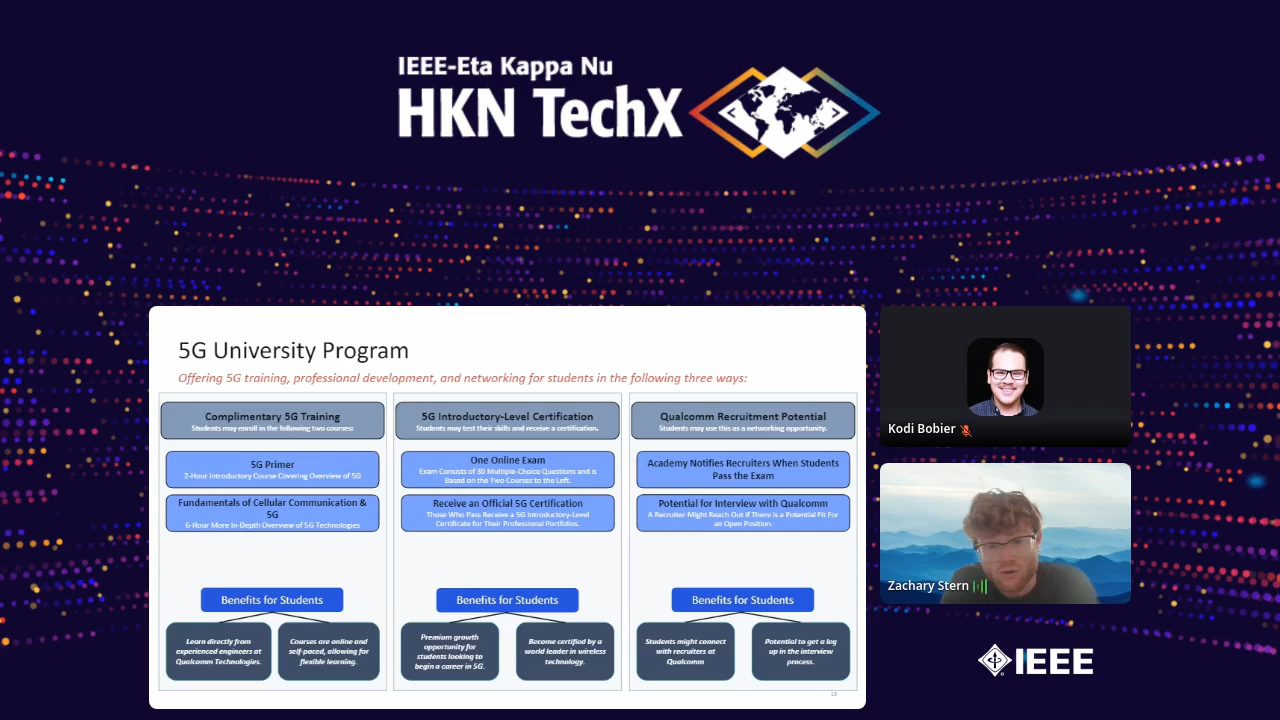 IEEE-Eta Kappa Nu
HKN TechX
5G University Program
Offering 5G training, professional development, and networking for students in the following three ways:
Complimentary 5G Training
Students may enroll in the following two courses:
5G Primer
2-Hour Introductory Course Covering Overview of 5G
Fundamentals of Cellular Communication &
5G
6-Hour More In-Depth Overview of 5G Technologies
Benefits for Students
Learn directly from
experienced engineers at
Qualcomm Technologies.
Courses are online and
self-paced, allowing for
flexible learning.
5G Introductory-Level Certification
Students may test their skills and receive a certification.
One Online Exam
Exam Consists of 30 Multiple-Choice Questions and is
Based on the Two Courses to the Left.
Receive an Official 5G Certification
Those Who Pass Receive a 5G Introductory-Level
Certificate for Their Professional Portfolios.
Benefits for Students
Premium growth
opportunity for
students looking to
begin a career in 5G.
Become certified by a
world leader in wireless
technology.
Qualcomm Recruitment Potential
Students may use this as a networking opportunity.
Academy Notifies Recruiters When Students
Pass the Exam
Potential for Interview with Qualcomm
A Recruiter Might Reach Out If There is a Potential Fit For
an Open Position.
Benefits for Students
Students might connect
with recruiters at
Qualcomm
Potential to get a leg
up in the interview
process.
13
Kodi Bobier
Zachary Stern
IEEE